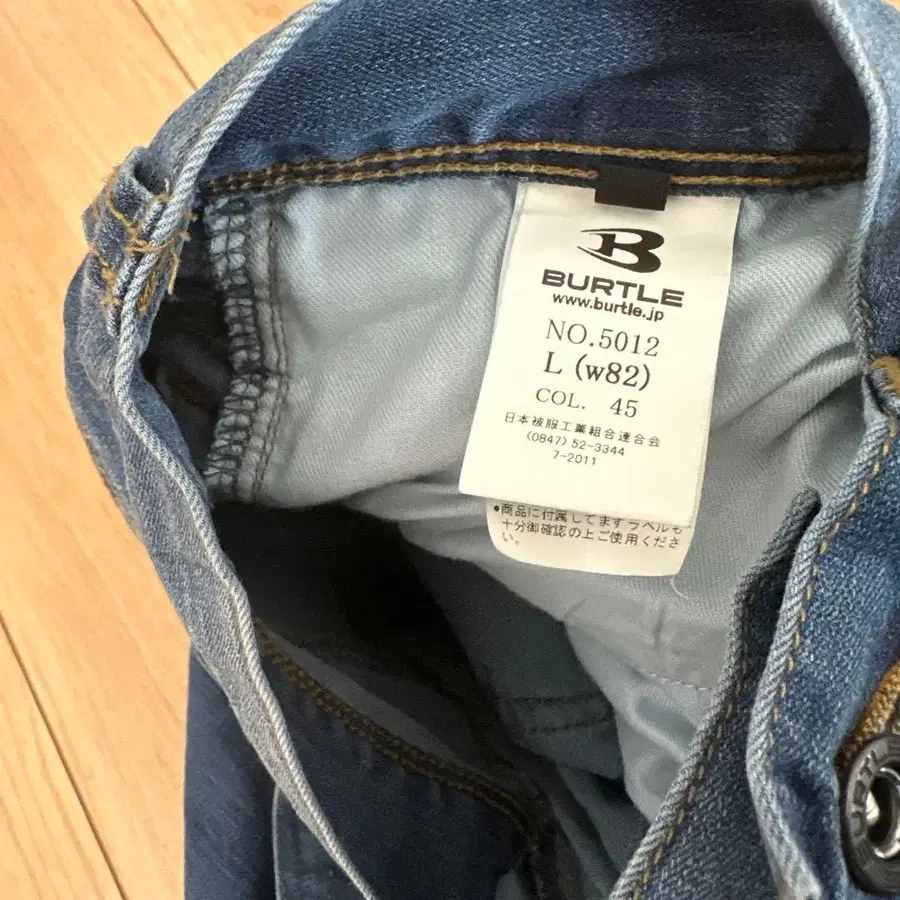 BURTLE
www.burtle.jp
NO.5012
L (w82)
COL. 45
日本被服工業組合連合会
(0847) 52-3344
7-2011
•商品に付属してますラベルも
十分御確認の上ご使用くださ
い。